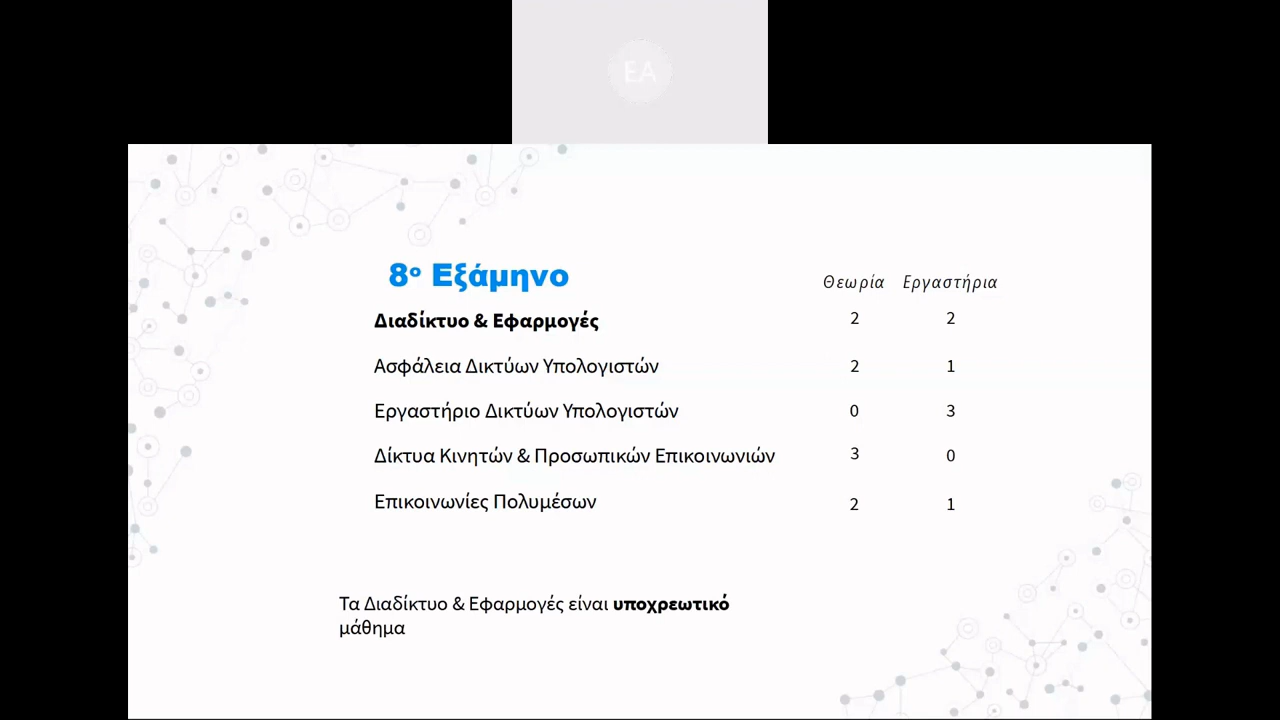 EA
8ο Εξάμηνο
Θεωρία Εργαστήρια
Διαδίκτυο & Εφαρμογές 2 2
Ασφάλεια Δικτύων Υπολογιστών 2 1
Εργαστήριο Δικτύων Υπολογιστών 0 3
Δίκτυα Κινητών & Προσωπικών Επικοινωνιών 3 0
Επικοινωνίες Πολυμέσων 2 1
Τα Διαδίκτυο & Εφαρμογές είναι υποχρεωτικό
μάθημα